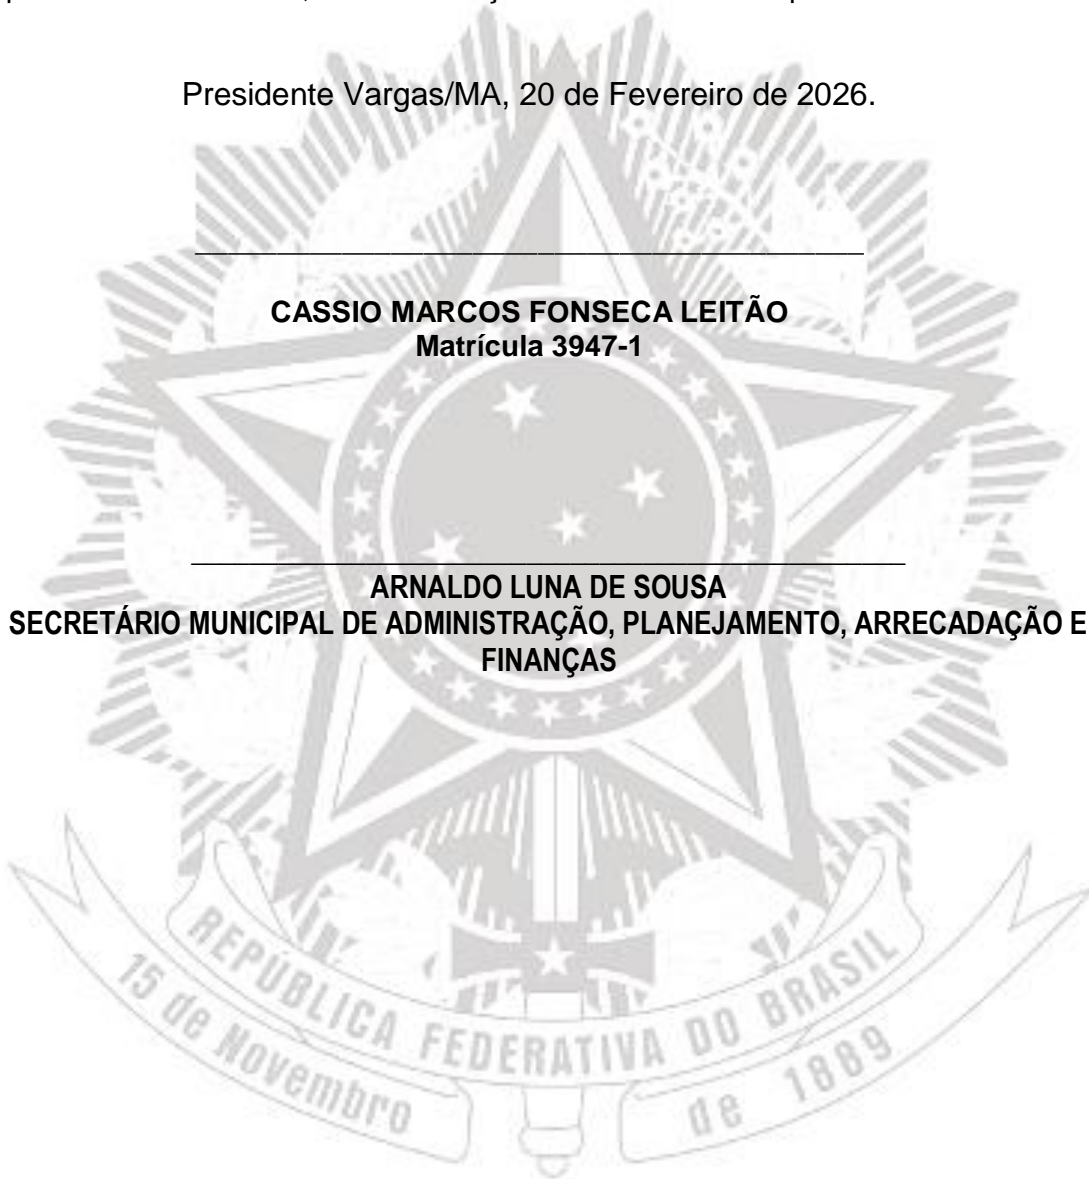 Presidente Vargas/MA, 20 de Fevereiro de 2026.
CASSIO MARCOS FONSECA LEITÃO
Matrícula 3947-1
ARNALDO LUNA DE SOUSA
SECRETÁRIO MUNICIPAL DE ADMINISTRAÇÃO, PLANEJAMENTO, ARRECADAÇÃO E
FINANÇAS
REPÚBLICA FEDERATIVA DO BRASIL
15 de Novembro de 1889